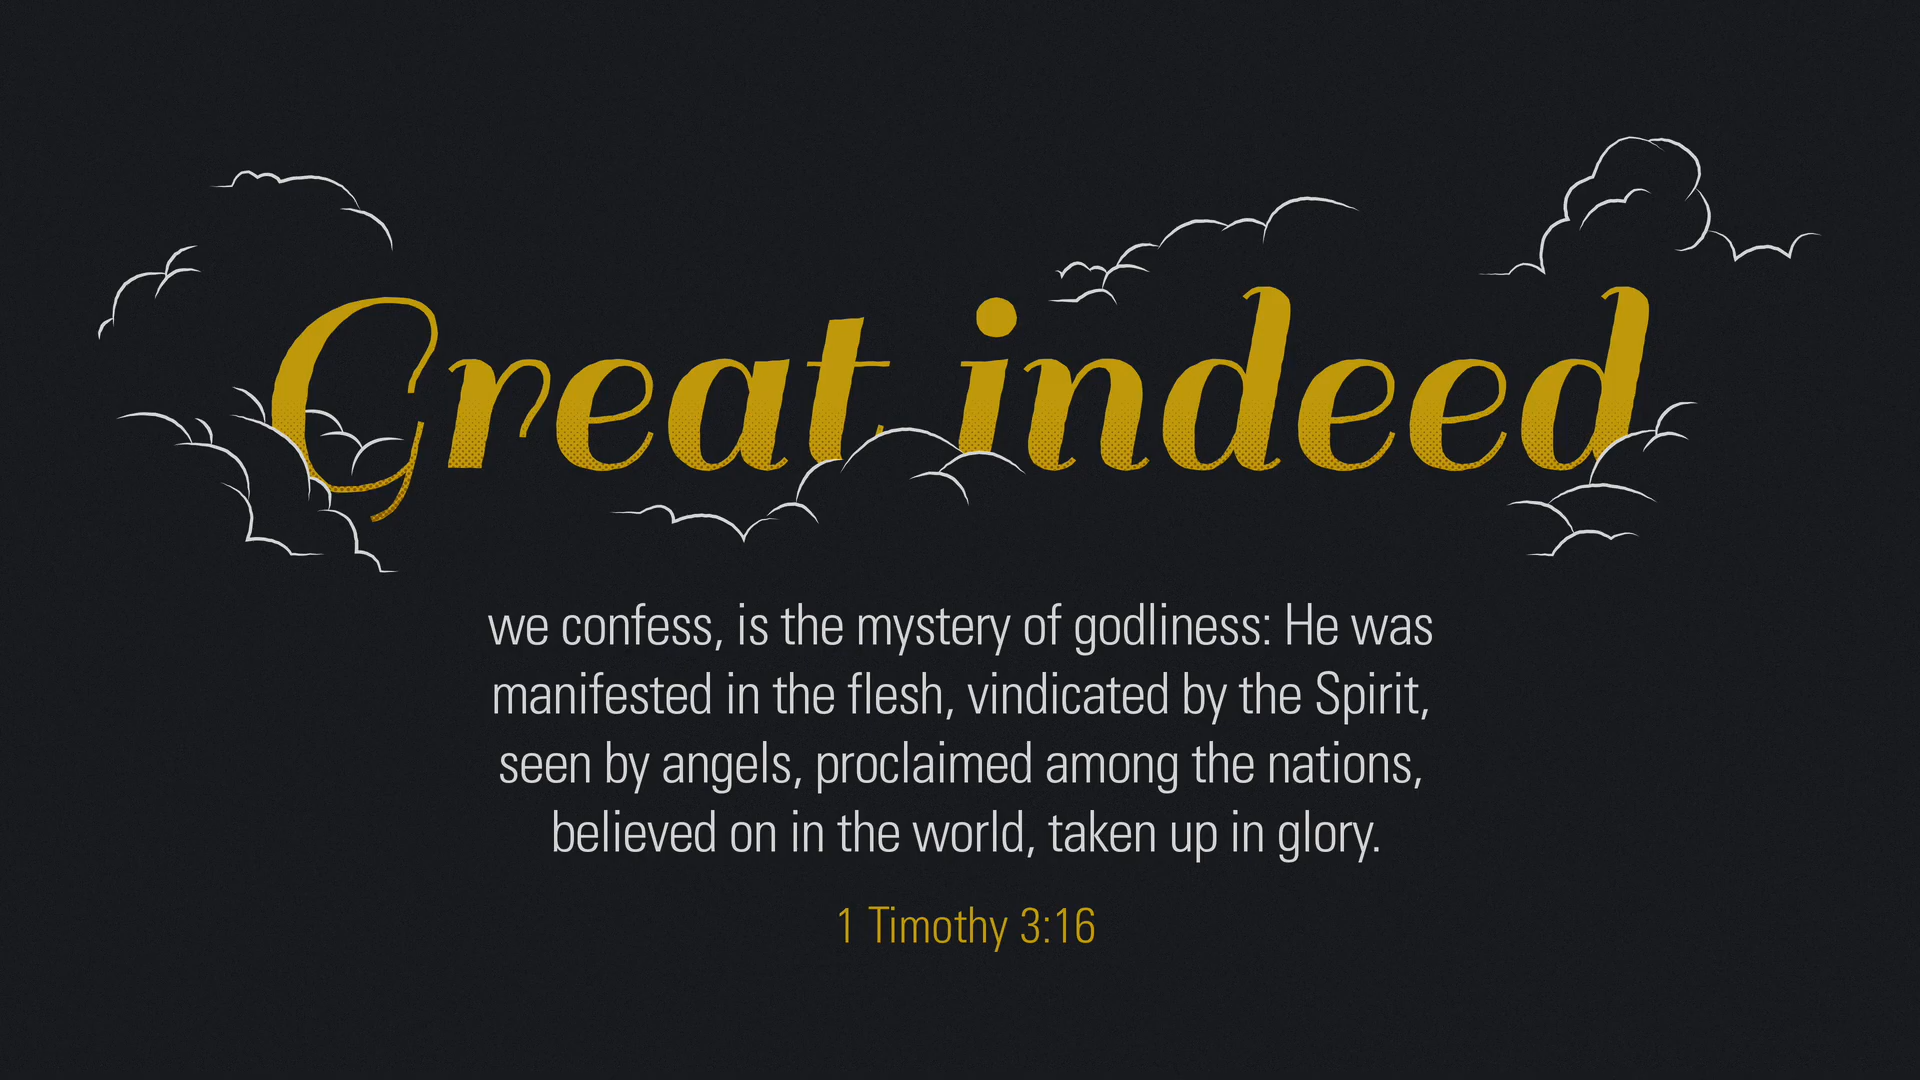 Great indeed
we confess, is the mystery of godliness: He was
manifested in the flesh, vindicated by the Spirit,
seen by angels, proclaimed among the nations,
believed on in the world, taken up in glory.
1 Timothy 3:16